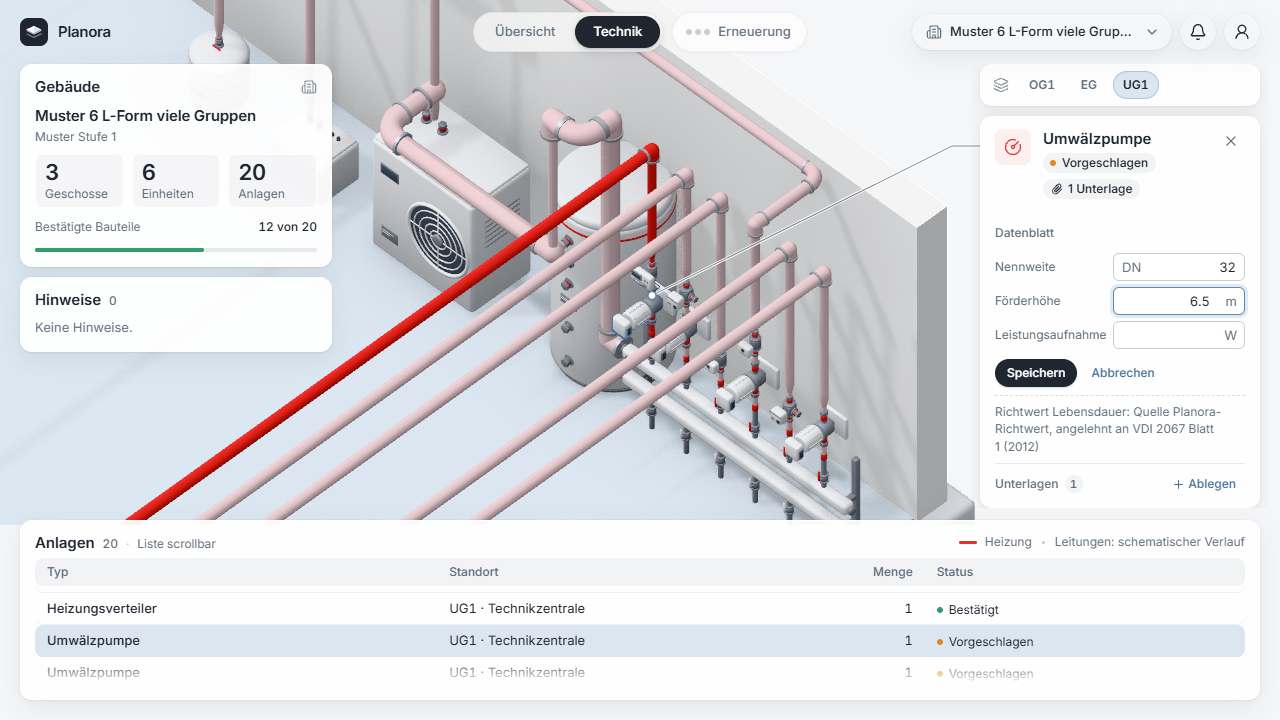 Planora
Übersicht
Technik
Erneuerung
Muster 6 L-Form viele Grup...
Gebäude
Muster 6 L-Form viele Gruppen
Muster Stufe 1
3
Geschosse
6
Einheiten
20
Anlagen
Bestätigte Bauteile
12 von 20
Hinweise 0
Keine Hinweise.
OG1
EG
UG1
Umwälzpumpe
Vorgeschlagen
1 Unterlage
Datenblatt
Nennweite DN 32
Förderhöhe 6.5 m
Leistungsaufnahme W
Speichern
Abbrechen
Richtwert Lebensdauer: Quelle Planora-
Richtwert, angelehnt an VDI 2067 Blatt
1 (2012)
Unterlagen 1
+ Ablegen
Anlagen 20 · Liste scrollbar
Heizung · Leitungen: schematischer Verlauf
Typ Standort Menge Status
Heizungsverteiler UG1 · Technikzentrale 1 Bestätigt
Umwälzpumpe UG1 · Technikzentrale 1 Vorgeschlagen
Umwälzpumpe UG1 · Technikzentrale 1 Vorgeschlagen